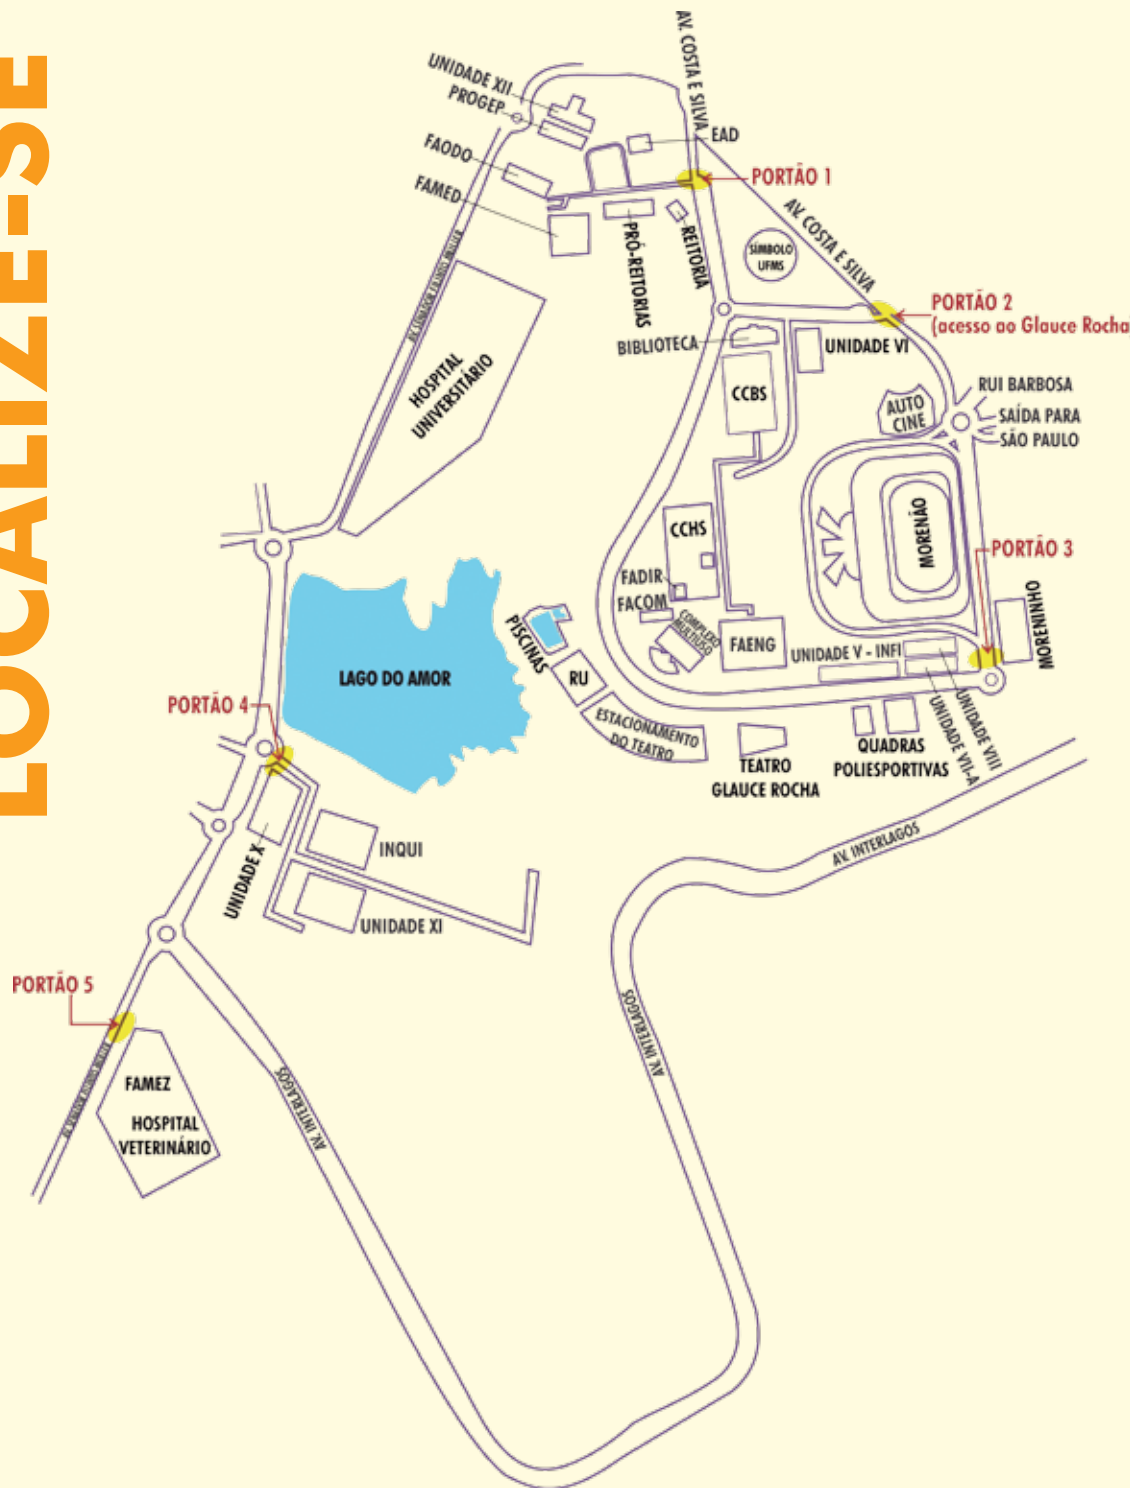 LOCALIZE-SE
AV. COSTA E SILVA
UNIDADE XII
PROGEP
EAD
FAODO
FAMED
PORTÃO 1
AV. COSTA E SILVA
REITORIA
PRÓ-REITORIAS
SÍMBOLO
UFMS
PORTÃO 2
(acesso ao Glauce Rocha)
BIBLIOTECA
UNIDADE VI
HOSPITAL
UNIVERSITÁRIO
CCBS
AUTO
CINE
RUI BARBOSA
SAÍDA PARA
SÃO PAULO
MORENÃO
CCHS
PORTÃO 3
FADIR
FACOM
COMPLEXO
MULTIUSO
FAENG
UNIDADE V - INFI
MORENINHO
PISCINAS
RU
LAGO DO AMOR
PORTÃO 4
ESTACIONAMENTO
DO TEATRO
TEATRO
GLAUCE ROCHA
QUADRAS
POLIESPORTIVAS
UNIDADE VIII
UNIDADE VII-A
AV. INTERLAGOS
UNIDADE X
INQUI
UNIDADE XI
PORTÃO 5
FAMEZ
HOSPITAL
VETERINÁRIO
AV. INTERLAGOS
AV. INTERLAGOS